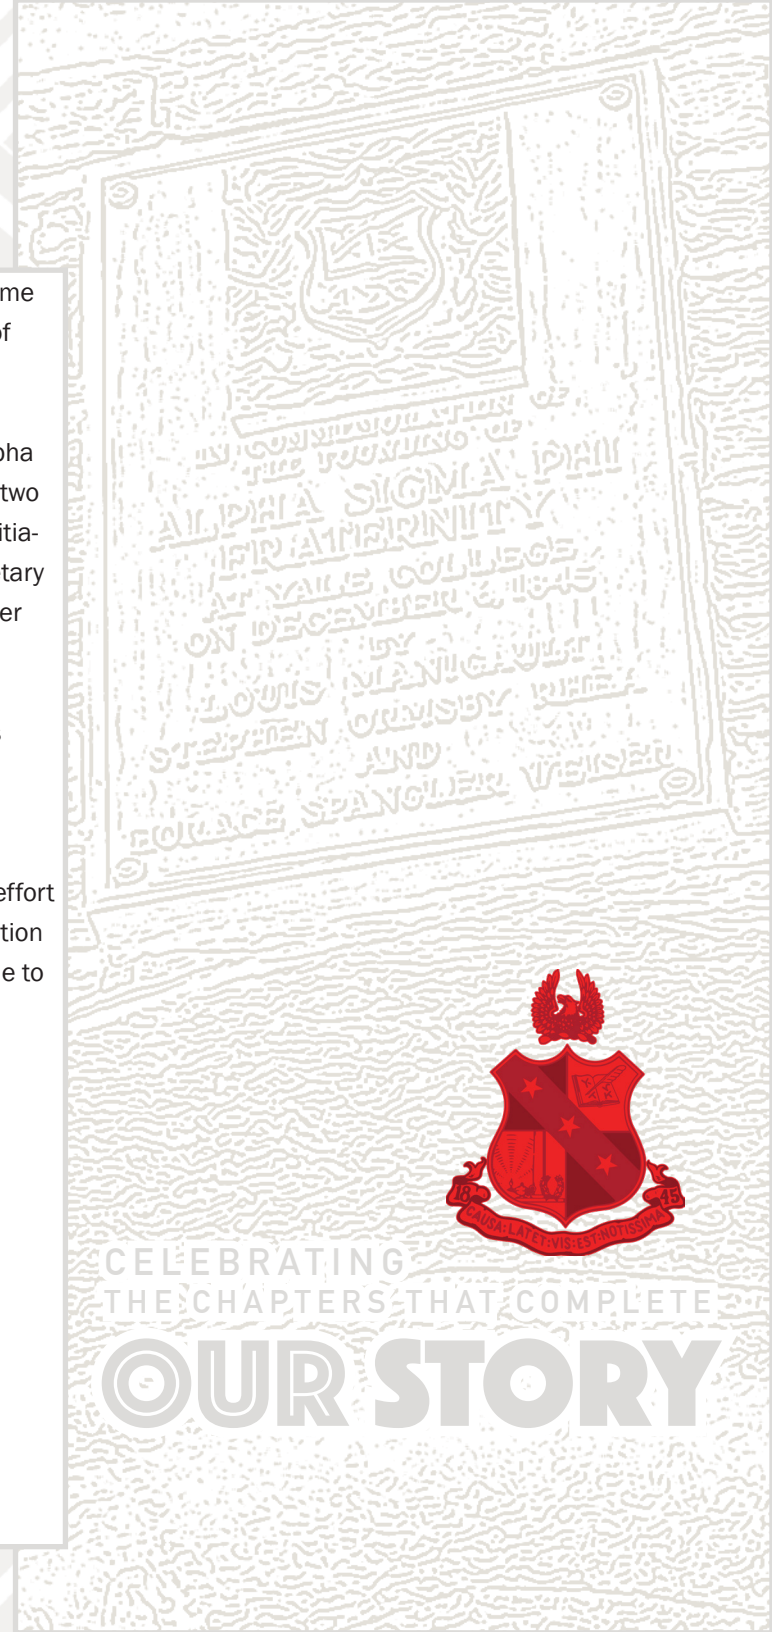 me
of
pha
two
itia-
tary
er
effort
tion
e to
IN COMMEMORATION OF
THE FOUNDING OF
ALPHA SIGMA PHI
FRATERNITY
AT YALE COLLEGE
ON DECEMBER 6, 1845
BY
LOUIS MANIGAULT
STEPHEN ORMSBY RHEA
AND
HORACE SPANGLER WEISER
18 45
CAUSA:LATET:VIS:EST:NOTISSIMA
CELEBRATING
THE CHAPTERS THAT COMPLETE
OUR STORY